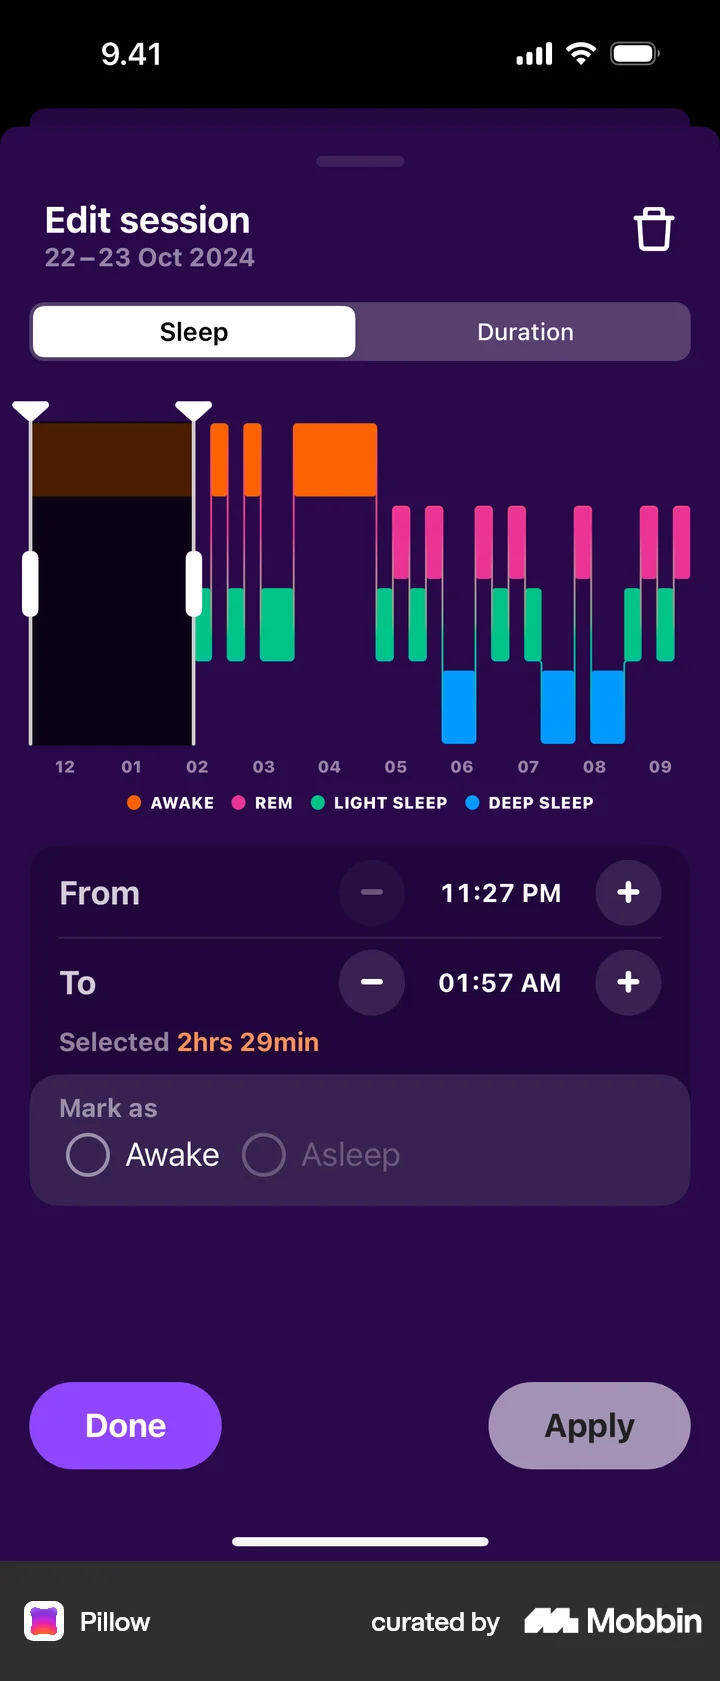 9.41
Edit session
22–23 Oct 2024
Sleep Duration
12 01 02 03 04 05 06 07 08 09
AWAKE REM LIGHT SLEEP DEEP SLEEP
From 11:27 PM
To 01:57 AM
Selected 2hrs 29min
Mark as
Awake Asleep
Done Apply
Pillow curated by Mobbin